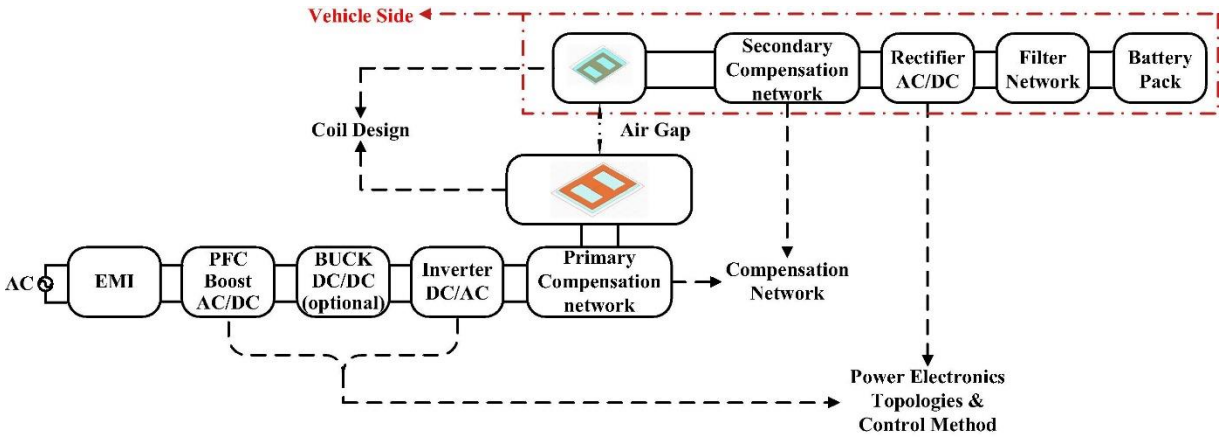 Vehicle Side
Secondary
Compensation
network
Rectifier
AC/DC
Filter
Network
Battery
Pack
Coil Design
Air Gap
AC
EMI
PFC
Boost
AC/DC
BUCK
DC/DC
(optional)
Inverter
DC/AC
Primary
Compensation
network
Compensation
Network
Power Electronics
Topologies &
Control Method